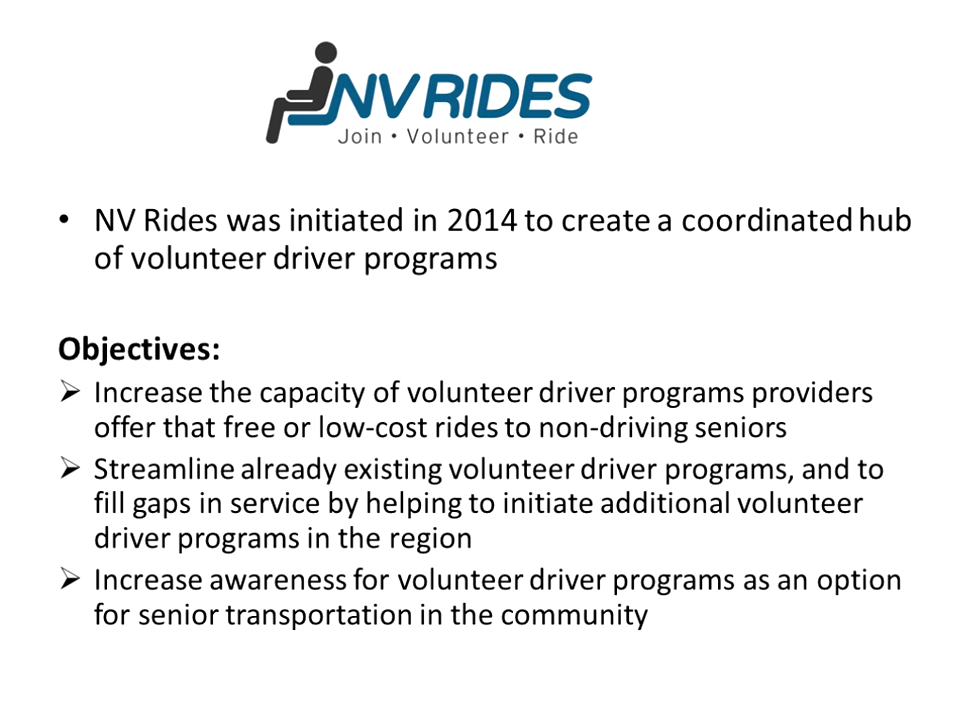 NV RIDES
Join • Volunteer • Ride
• NV Rides was initiated in 2014 to create a coordinated hub
of volunteer driver programs
Objectives:
➢ Increase the capacity of volunteer driver programs providers
offer that free or low-cost rides to non-driving seniors
➢ Streamline already existing volunteer driver programs, and to
fill gaps in service by helping to initiate additional volunteer
driver programs in the region
➢ Increase awareness for volunteer driver programs as an option
for senior transportation in the community